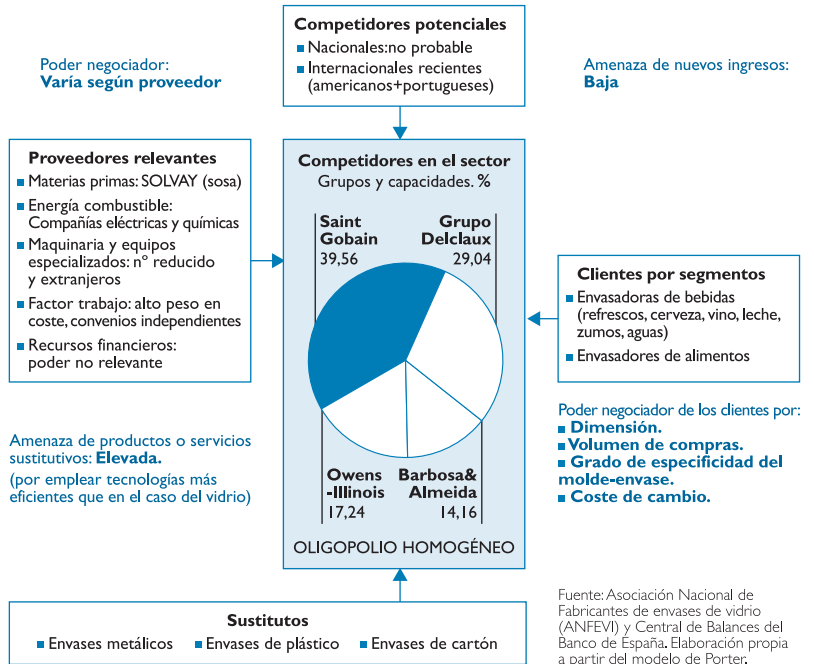 Competidores potenciales
■ Nacionales:no probable
■ Internacionales recientes
(americanos+portugueses)
Poder negociador:
Varía según proveedor
Amenaza de nuevos ingresos:
Baja
Proveedores relevantes
■ Materias primas: SOLVAY (sosa)
■ Energía combustible:
Compañías eléctricas y químicas
■ Maquinaria y equipos
especializados: nº reducido
y extranjeros
■ Factor trabajo: alto peso en
coste, convenios independientes
■ Recursos financieros:
poder no relevante
Competidores en el sector
Grupos y capacidades. %
Saint
Gobain
39,56
Grupo
Delclaux
29,04
Owens
-Illinois
17,24
Barbosa&
Almeida
14,16
OLIGOPOLIO HOMOGÉNEO
Clientes por segmentos
■ Envasadoras de bebidas
(refrescos, cerveza, vino, leche,
zumos, aguas)
■ Envasadores de alimentos
Poder negociador de los clientes por:
■ Dimensión.
■ Volumen de compras.
■ Grado de especificidad del
molde-envase.
■ Coste de cambio.
Amenaza de productos o servicios
sustitutivos: Elevada.
(por emplear tecnologías más
eficientes que en el caso del vidrio)
Sustitutos
■ Envases metálicos ■ Envases de plástico ■ Envases de cartón
Fuente: Asociación Nacional de
Fabricantes de envases de vidrio
(ANFEVI) y Central de Balances del
Banco de España. Elaboración propia
a partir del modelo de Porter.